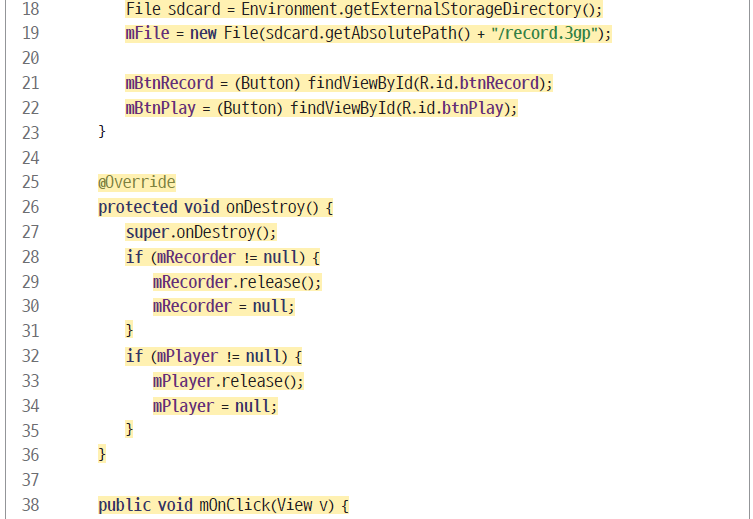 18 File sdcard = Environment.getExternalStorageDirectory();
19 mFile = new File(sdcard.getAbsolutePath() + "/record.3gp");
20
21 mBtnRecord = (Button) findViewById(R.id.btnRecord);
22 mBtnPlay = (Button) findViewById(R.id.btnPlay);
23 }
24
25 @Override
26 protected void onDestroy() {
27 super.onDestroy();
28 if (mRecorder != null) {
29 mRecorder.release();
30 mRecorder = null;
31 }
32 if (mPlayer != null) {
33 mPlayer.release();
34 mPlayer = null;
35 }
36 }
37
38 public void mOnClick(View v) {